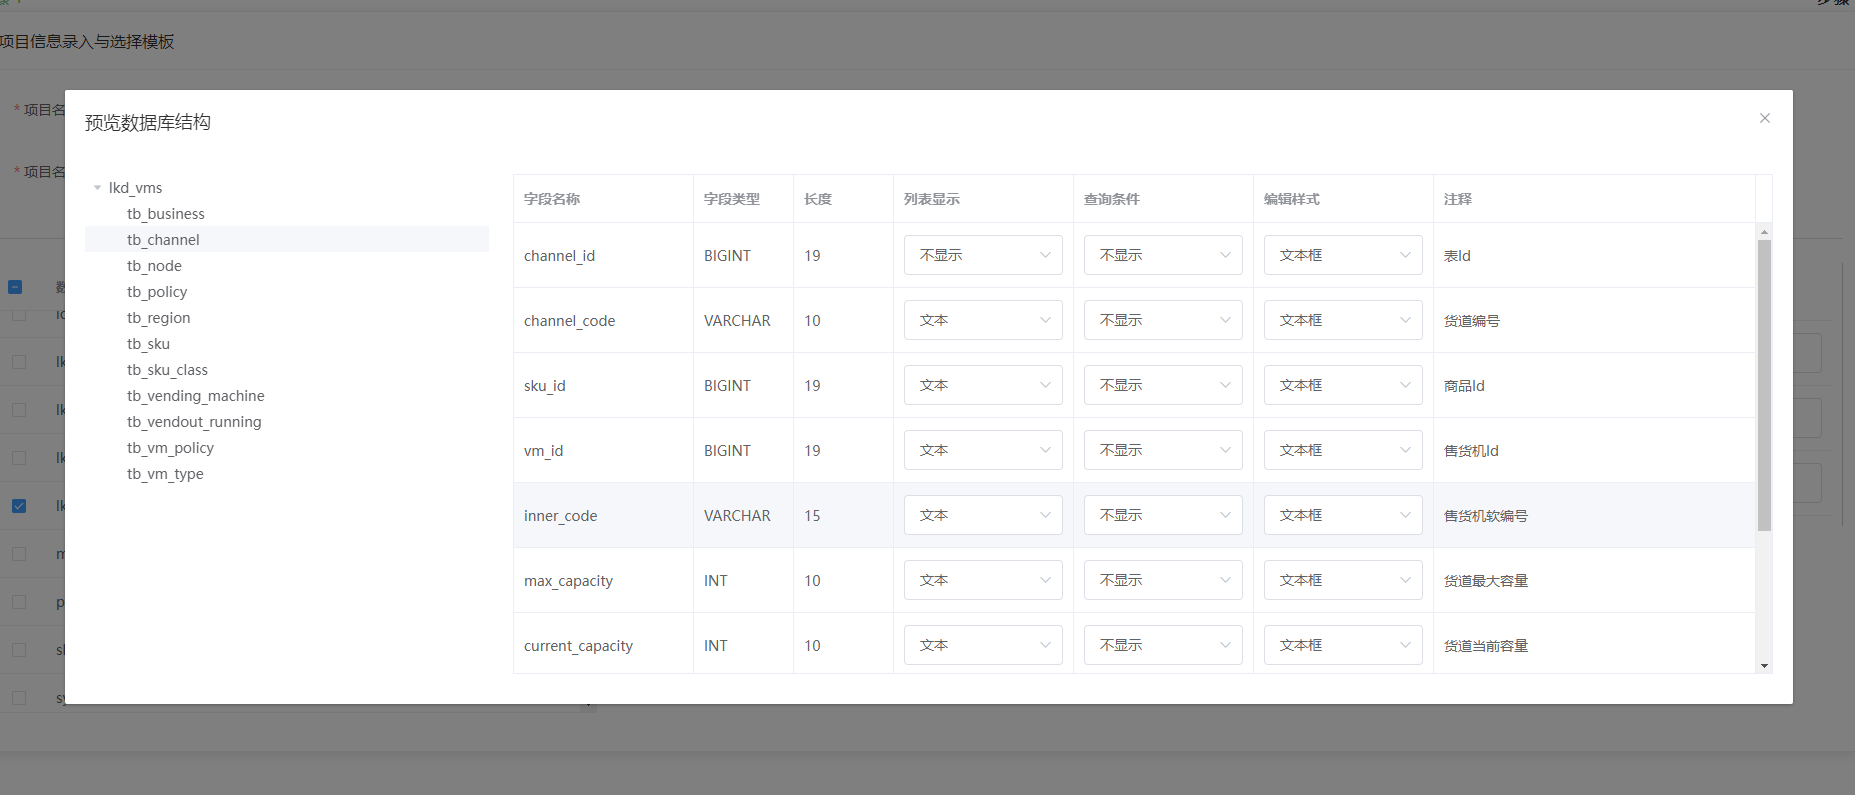 项目信息录入与选择模板
* 项目名
* 项目名
预览数据库结构
lkd_vms
tb_business
tb_channel
tb_node
tb_policy
tb_region
tb_sku
tb_sku_class
tb_vending_machine
tb_vendout_running
tb_vm_policy
tb_vm_type
字段名称 字段类型 长度 列表显示 查询条件 编辑样式 注释
channel_id BIGINT 19 不显示 不显示 文本框 表Id
channel_code VARCHAR 10 文本 不显示 文本框 货道编号
sku_id BIGINT 19 文本 不显示 文本框 商品Id
vm_id BIGINT 19 文本 不显示 文本框 售货机Id
inner_code VARCHAR 15 文本 不显示 文本框 售货机软编号
max_capacity INT 10 文本 不显示 文本框 货道最大容量
current_capacity INT 10 文本 不显示 文本框 货道当前容量